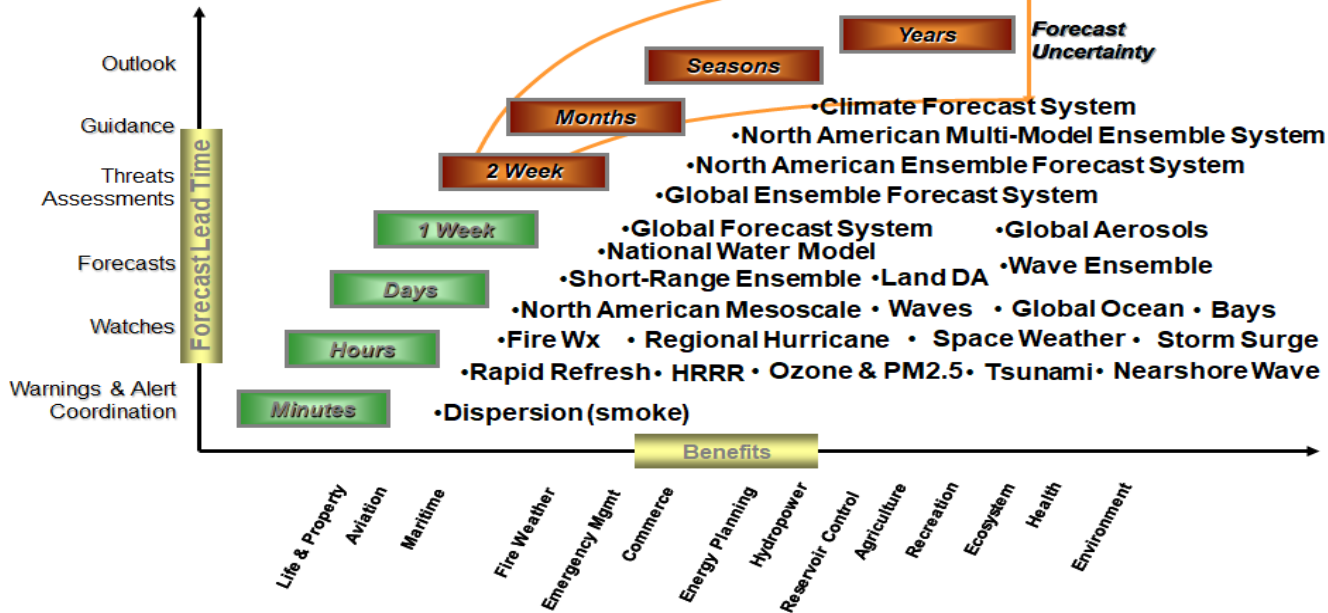 Years
Forecast
Uncertainty
Outlook
Seasons
Months
•Climate Forecast System
Guidance
•North American Multi-Model Ensemble System
2 Week
•North American Ensemble Forecast System
Threats
Assessments
•Global Ensemble Forecast System
1 Week
•Global Forecast System
•Global Aerosols
•National Water Model
Forecasts
•Wave Ensemble
Days
•Short-Range Ensemble
•Land DA
•North American Mesoscale
• Waves
• Global Ocean
• Bays
Watches
Hours
•Fire Wx
• Regional Hurricane
• Space Weather
• Storm Surge
•Rapid Refresh
• HRRR
• Ozone & PM2.5
• Tsunami
• Nearshore Wave
Warnings & Alert
Coordination
Minutes
•Dispersion (smoke)
Forecast Lead Time
Benefits
Life & Property
Aviation
Maritime
Fire Weather
Emergency Mgmt
Commerce
Energy Planning
Hydropower
Reservoir Control
Agriculture
Recreation
Ecosystem
Health
Environment